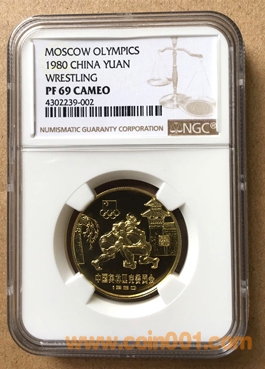 MOSCOW OLYMPICS
1980 CHINA YUAN
WRESTLING
PF 69 CAMEO
4302239-002
NUMISMATIC GUARANTY CORPORATION
NGC
中国奥林匹克委员会
1980
www.coin001.com